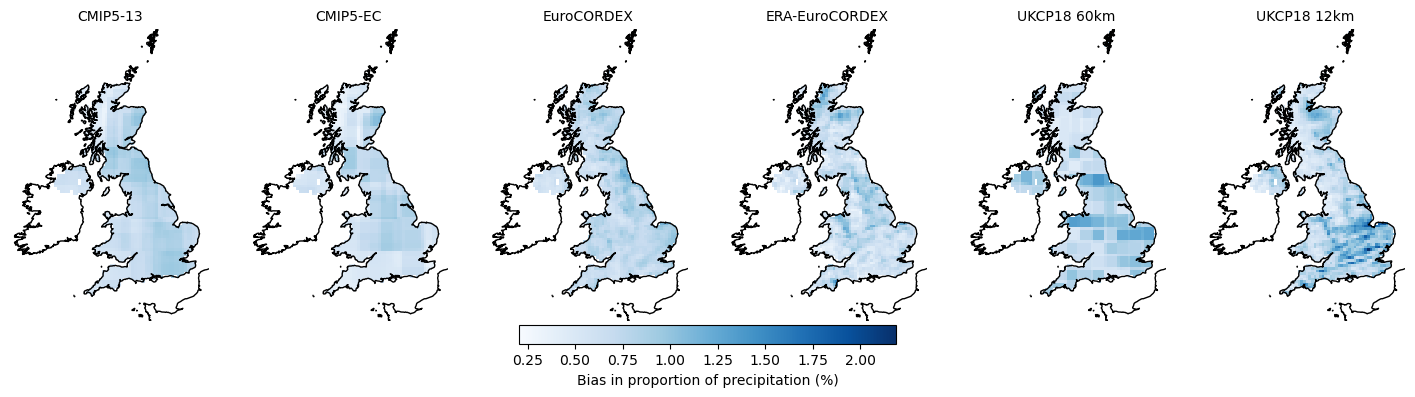 CMIP5-13
CMIP5-EC
EuroCORDEX
ERA-EuroCORDEX
UKCP18 60km
UKCP18 12km
0.25 0.50 0.75 1.00 1.25 1.50 1.75 2.00
Bias in proportion of precipitation (%)